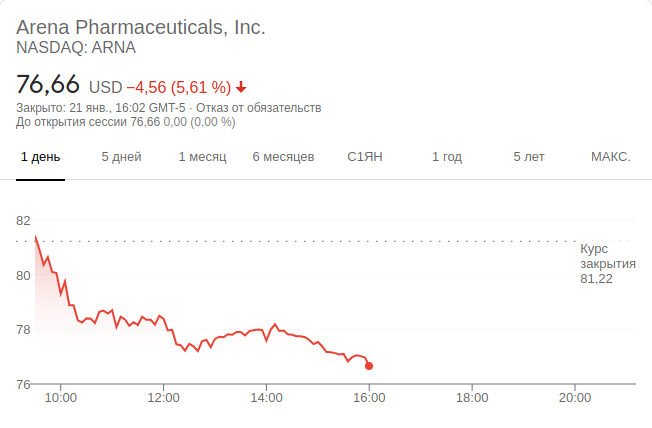 Arena Pharmaceuticals, Inc.
NASDAQ: ARNA
76,66 USD −4,56 (5,61 %)
Закрыто: 21 янв., 16:02 GMT-5 · Отказ от обязательств
До открытия сессии 76,66 0,00 (0,00 %)
1 день 5 дней 1 месяц 6 месяцев С1ЯН 1 год 5 лет МАКС.
82
Курс
закрытия
81,22
80
78
76
10:00 12:00 14:00 16:00 18:00 20:00